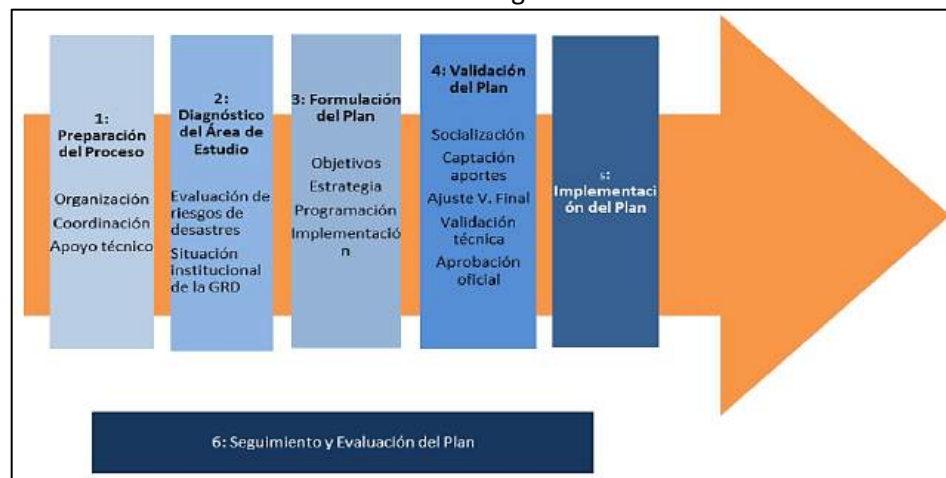 1:
Preparación
del Proceso
Organización
Coordinación
Apoyo técnico
2:
Diagnóstico
del Área de
Estudio
Evaluación de
riesgos de
desastres
Situación
institucional
de la GRD
3: Formulación
del Plan
Objetivos
Estrategia
Programación
Implementació
n
4: Validación
del Plan
Socialización
Captación
aportes
Ajuste V. Final
Validación
técnica
Aprobación
oficial
5:
Implementaci
ón del Plan
6: Seguimiento y Evaluación del Plan